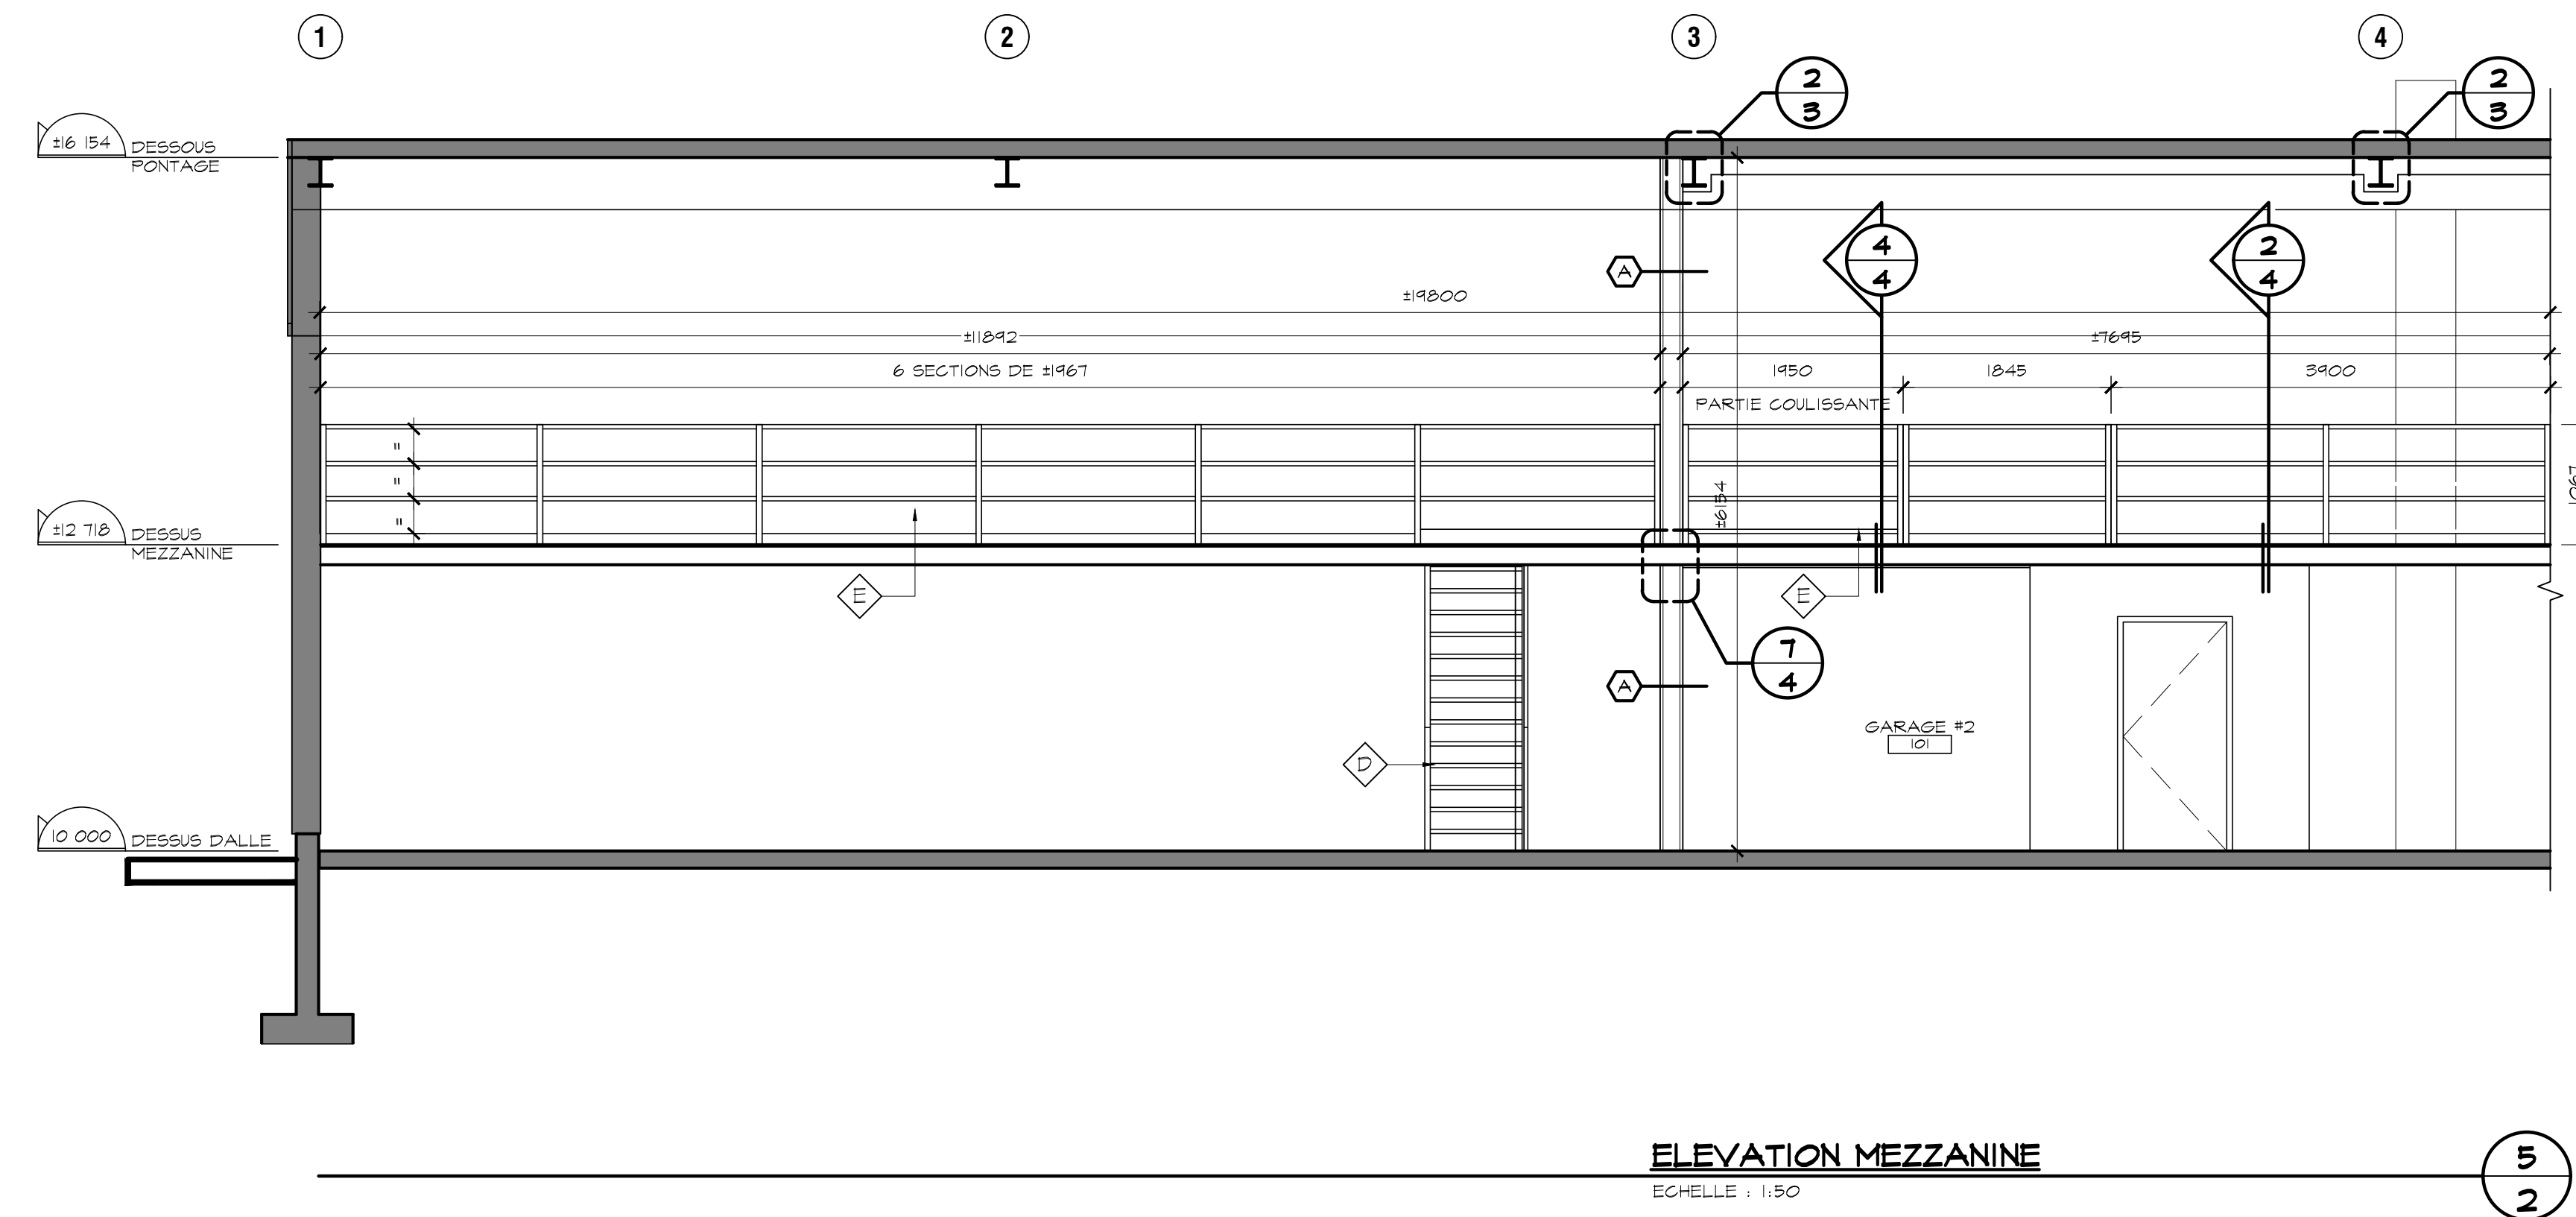 1
2
3
4
2
3
2
3
±16 154
DESSOUS
PONTAGE
A
4
4
2
4
±19800
±11892
±7695
6 SECTIONS DE ±1967
1950
1845
3900
PARTIE COULISSANTE
"
"
"
±6154
1067
±12 718
DESSUS
MEZZANINE
E
E
7
4
A
GARAGE #2
101
D
10 000
DESSUS DALLE
ELEVATION MEZZANINE
ECHELLE : 1:50
5
2